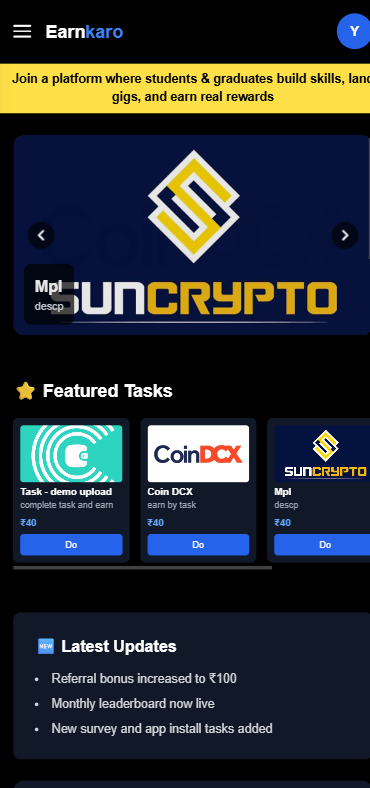 Earnkaro
Y
Join a platform where students & graduates build skills, land
gigs, and earn real rewards
SUNCRYPTO
Mpl
descp
Featured Tasks
Task - demo upload
complete task and earn
₹40
Do
CoinDCX
Coin DCX
earn by task
₹40
Do
SUNCRYPTO
Mpl
descp
₹40
Do
NEW
Latest Updates
Referral bonus increased to ₹100
Monthly leaderboard now live
New survey and app install tasks added